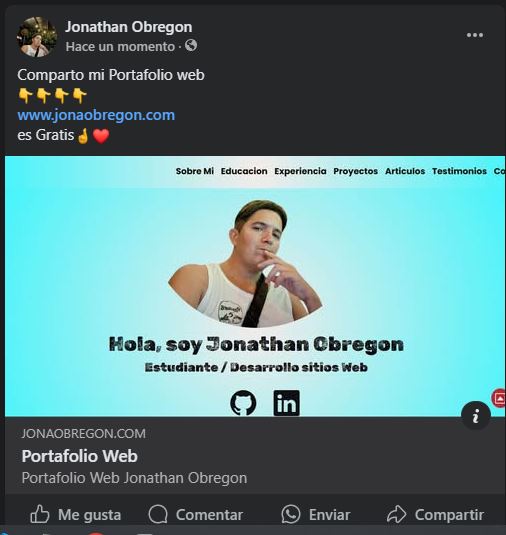 Jonathan Obregon
Hace un momento ·
Comparto mi Portafolio web
👇👇👇👇
www.jonaobregon.com
es Gratis☝❤
Sobre Mi Educacion Experiencia Proyectos Articulos Testimonios Co
Hola, soy Jonathan Obregon
Estudiante / Desarrollo sitios Web
in
JONAOBREGON.COM
Portafolio Web
Portafolio Web Jonathan Obregon
Me gusta Comentar Enviar Compartir